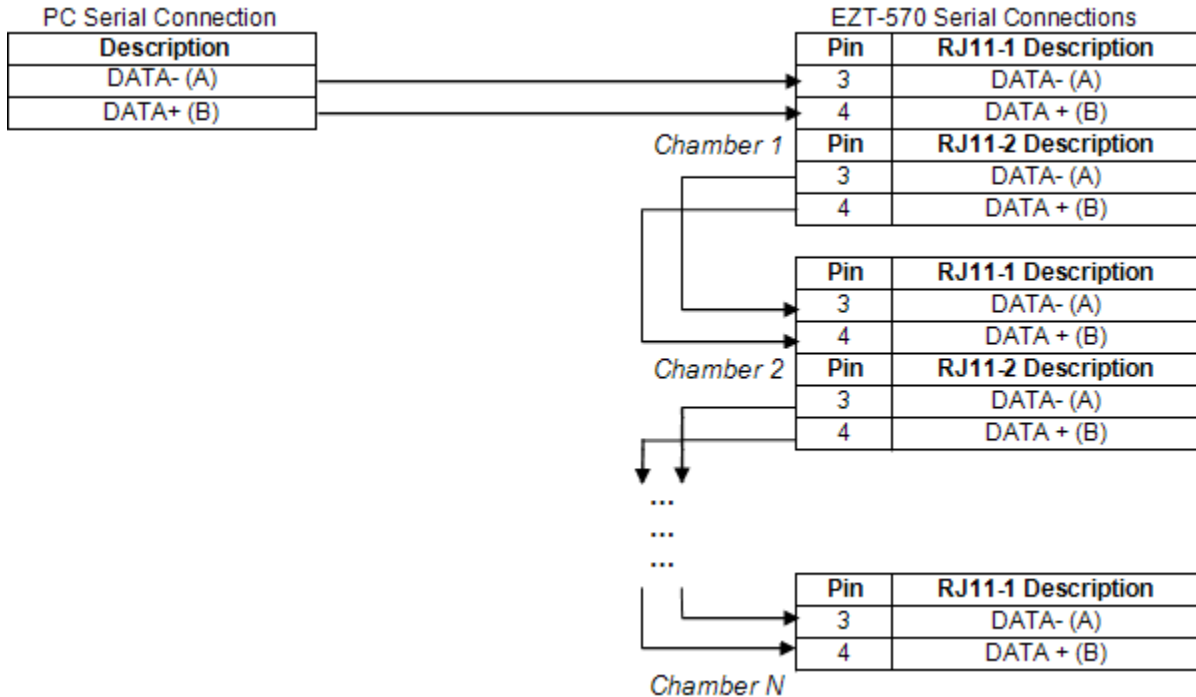 PC Serial Connection
Description
DATA- (A)
DATA+ (B)
EZT-570 Serial Connections
Pin RJ11-1 Description
3 DATA- (A)
4 DATA + (B)
Chamber 1
Pin RJ11-2 Description
3 DATA- (A)
4 DATA + (B)
Pin RJ11-1 Description
3 DATA- (A)
4 DATA + (B)
Chamber 2
Pin RJ11-2 Description
3 DATA- (A)
4 DATA + (B)
...
...
...
Pin RJ11-1 Description
3 DATA- (A)
4 DATA + (B)
Chamber N